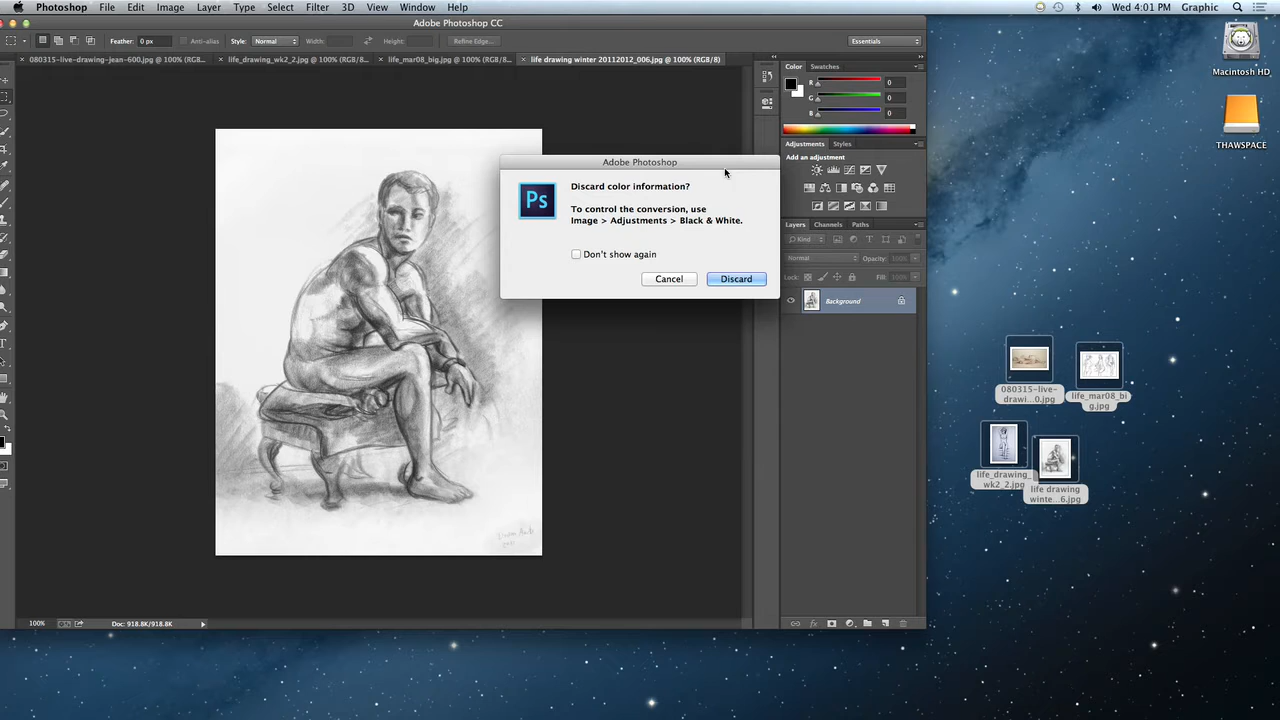 Photoshop File Edit Image Layer Type Select Filter 3D View Window Help Wed 4:01 PM Graphic
Adobe Photoshop CC
Feather: 0 px Anti-alias Style: Normal Width: Height: Refine Edge... Essentials
080315-live-drawing-jean-600.jpg @ 100% (RGB... life_drawing_wk2_2.jpg @ 100% (RGB/8... life_mar08_big.jpg @ 100% (RGB/8... life drawing winter 20112012_006.jpg @ 100% (RGB/8)
Color Swatches
R 0
G 0
B 0
Adjustments Styles
Add an adjustment
Layers Channels Paths
Kind
Normal Opacity: 100%
Lock: Fill: 100%
Background
Adobe Photoshop
Ps
Discard color information?
To control the conversion, use
Image > Adjustments > Black & White.
Don't show again
Cancel Discard
100% Doc: 918.8K/918.8K
Macintosh HD
THAWSPACE
080315-live-
drawi...0.jpg
life_mar08_bi
g.jpg
life_drawing_
wk2_2.jpg
life drawing
winte...6.jpg